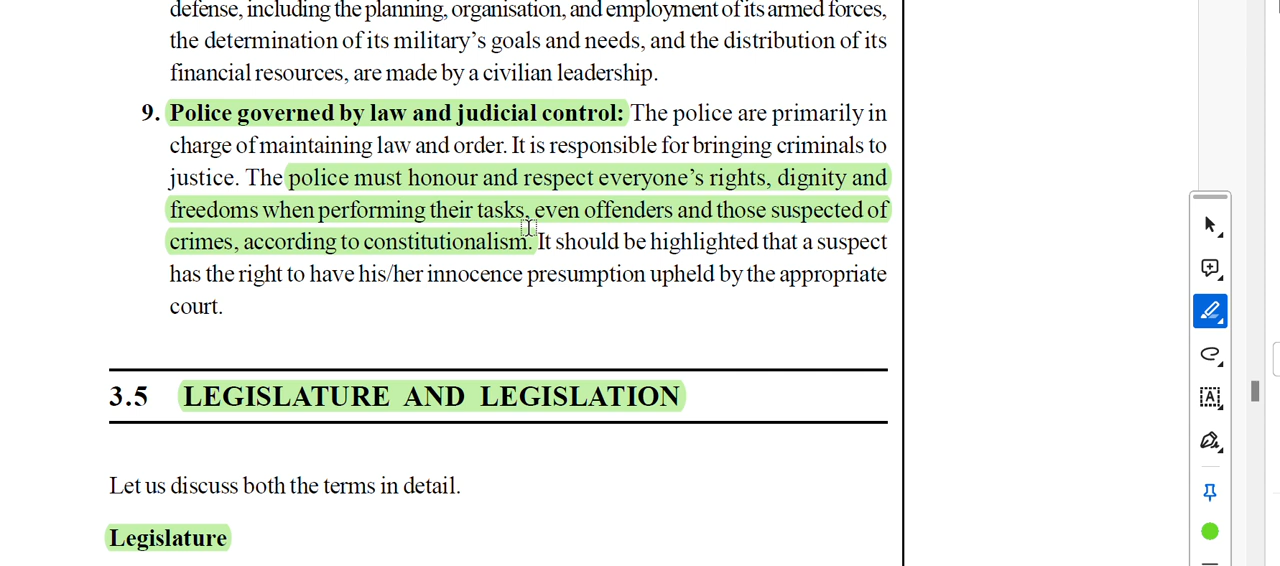 defense, including the planning, organisation, and employment of its armed forces,
the determination of its military's goals and needs, and the distribution of its
financial resources, are made by a civilian leadership.
9. Police governed by law and judicial control: The police are primarily in
charge of maintaining law and order. It is responsible for bringing criminals to
justice. The police must honour and respect everyone's rights, dignity and
freedoms when performing their tasks, even offenders and those suspected of
crimes, according to constitutionalism. It should be highlighted that a suspect
has the right to have his/her innocence presumption upheld by the appropriate
court.
3.5 LEGISLATURE AND LEGISLATION
Let us discuss both the terms in detail.
Legislature